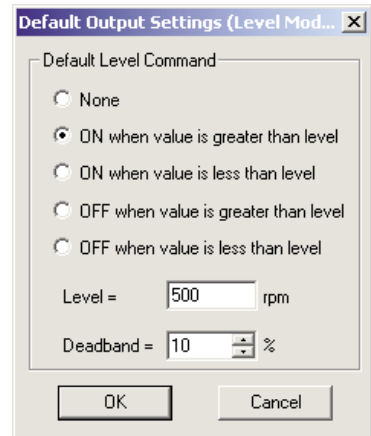 Default Output Settings (Level Mod...
Default Level Command
None
ON when value is greater than level
ON when value is less than level
OFF when value is greater than level
OFF when value is less than level
Level = 500 rpm
Deadband = 10 %
OK Cancel